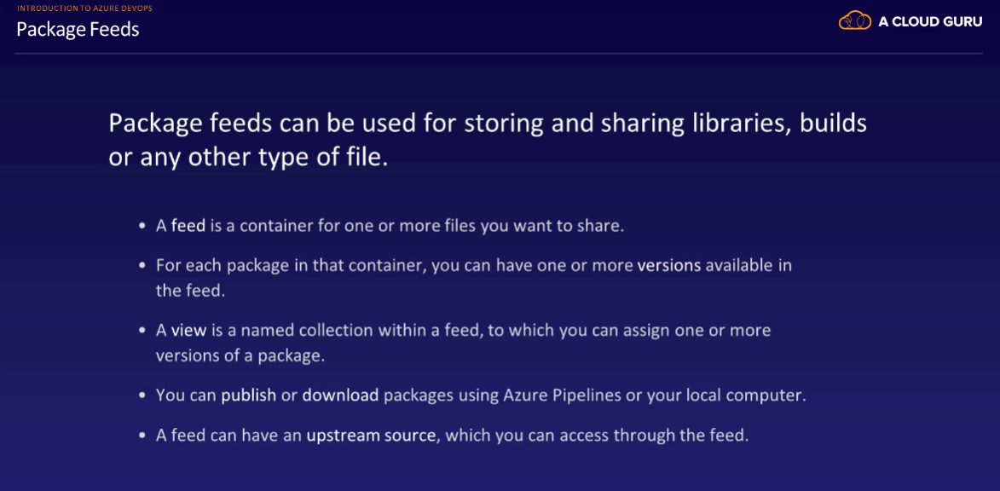 INTRODUCTION TO AZURE DEVOPS
Package Feeds
A CLOUD GURU
Package feeds can be used for storing and sharing libraries, builds
or any other type of file.
• A feed is a container for one or more files you want to share.
• For each package in that container, you can have one or more versions available in
the feed.
• A view is a named collection within a feed, to which you can assign one or more
versions of a package.
• You can publish or download packages using Azure Pipelines or your local computer.
• A feed can have an upstream source, which you can access through the feed.